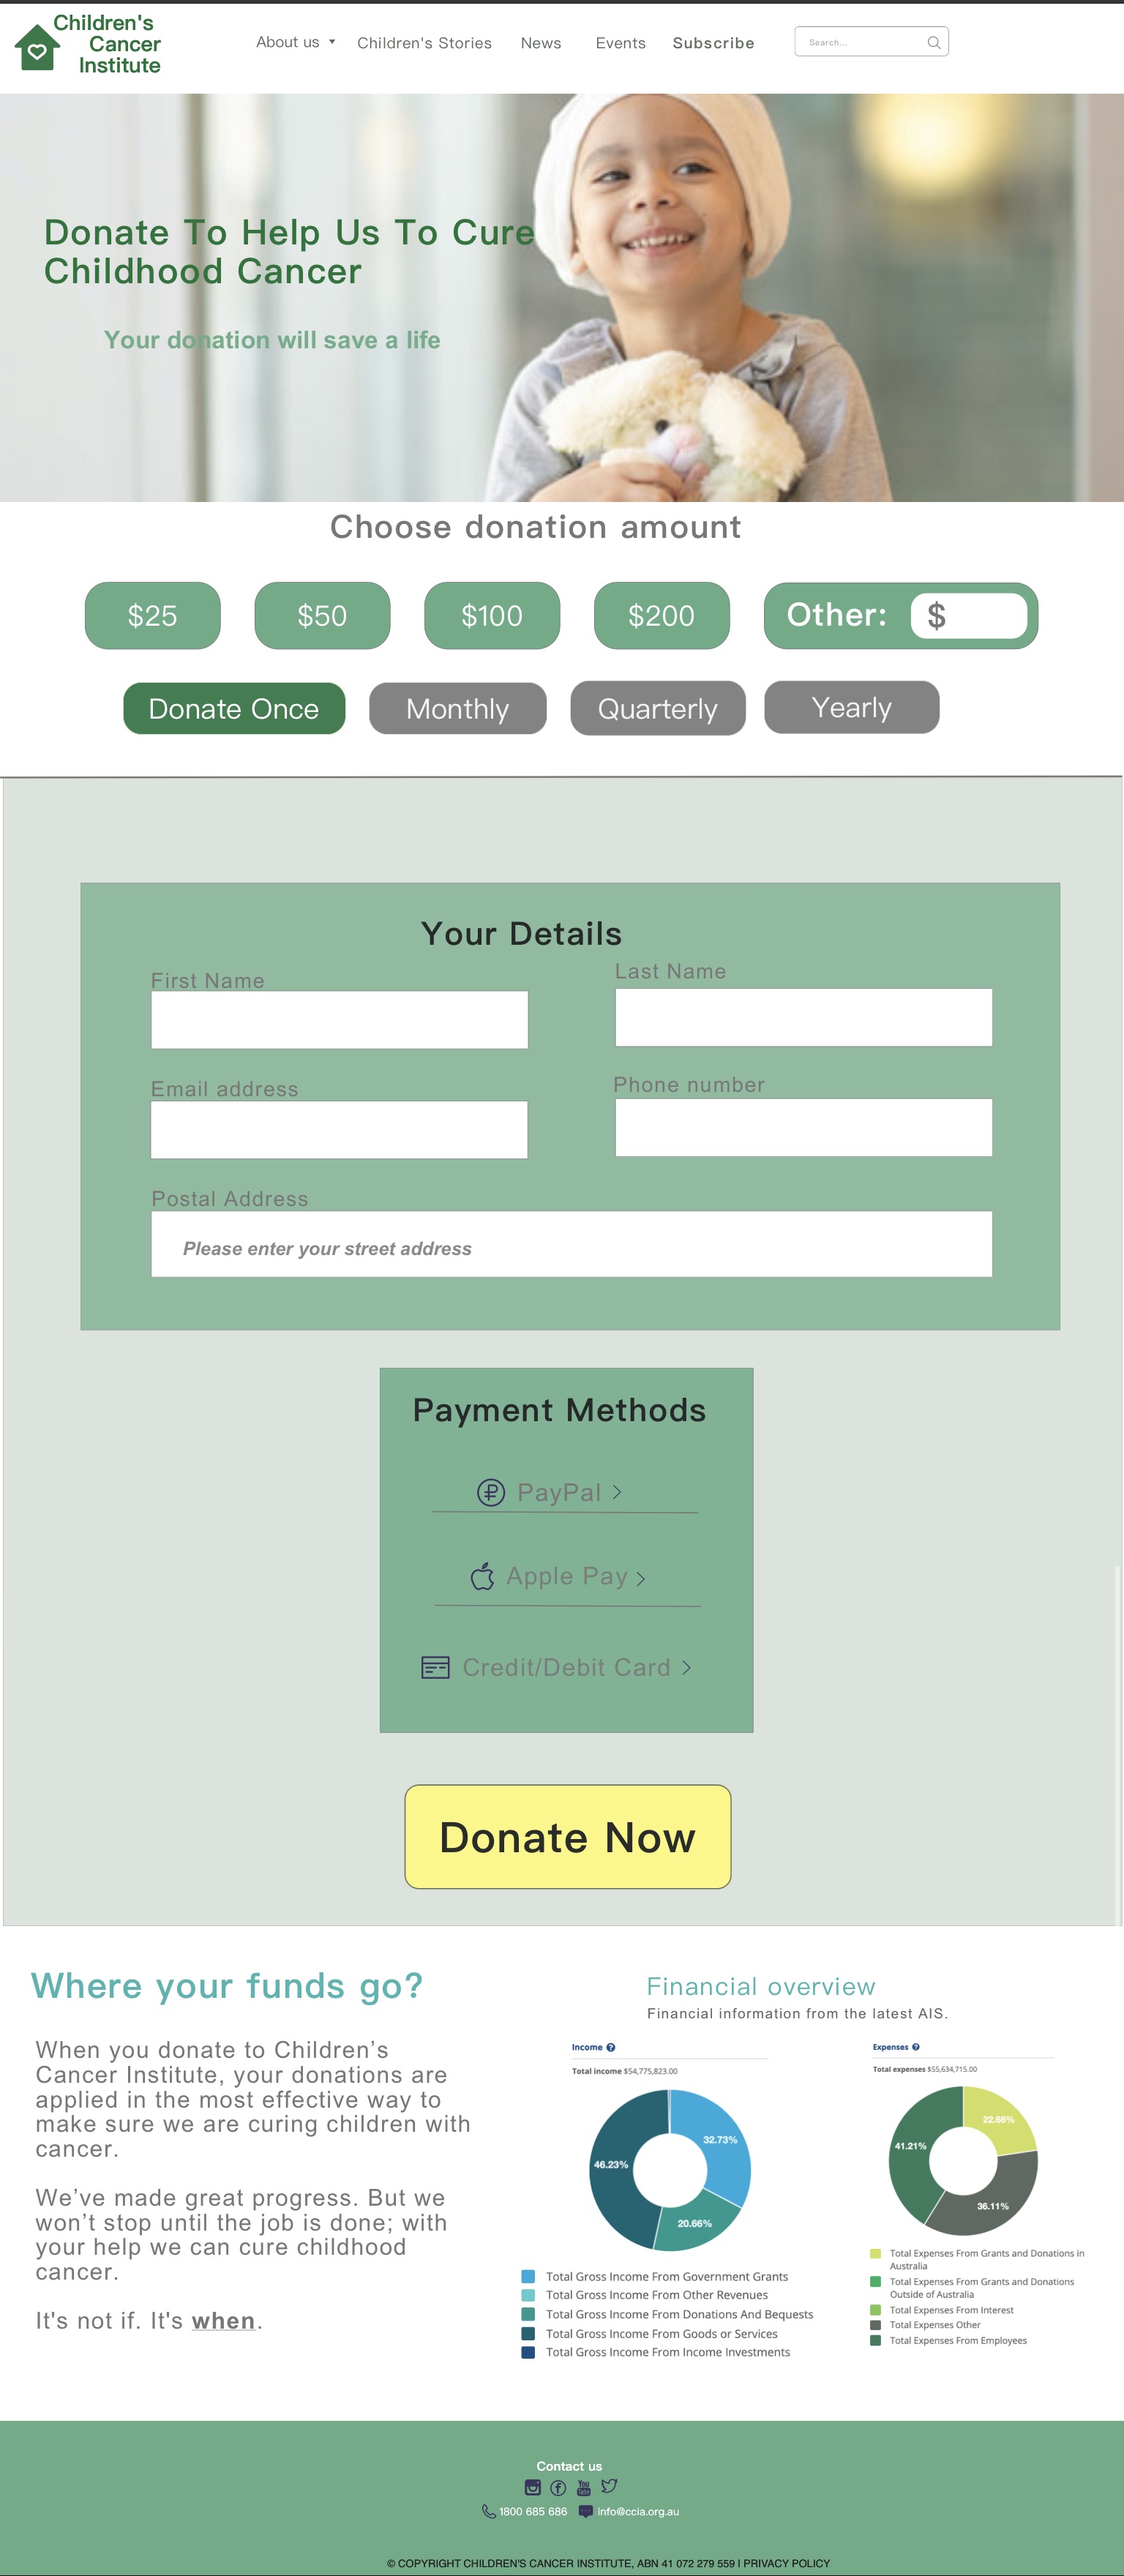 Children's
Cancer
Institute
About us
Children's Stories
News
Events
Subscribe
Search...
Donate To Help Us To Cure
Childhood Cancer
Your donation will save a life
Choose donation amount
$25
$50
$100
$200
Other:
$
Donate Once
Monthly
Quarterly
Yearly
Your Details
First Name
Last Name
Email address
Phone number
Postal Address
Please enter your street address
Payment Methods
PayPal
Apple Pay
Credit/Debit Card
Donate Now
Where your funds go?
When you donate to Children’s
Cancer Institute, your donations are
applied in the most effective way to
make sure we are curing children with
cancer.
We’ve made great progress. But we
won’t stop until the job is done; with
your help we can cure childhood
cancer.
It's not if. It's when.
Financial overview
Financial information from the latest AIS.
Income
Total income $54,775,823.00
32.73%
46.23%
20.66%
Total Gross Income From Government Grants
Total Gross Income From Other Revenues
Total Gross Income From Donations And Bequests
Total Gross Income From Goods or Services
Total Gross Income From Income Investments
Expenses
Total expenses $55,634,715.00
22.68%
41.21%
36.11%
Total Expenses From Grants and Donations in
Australia
Total Expenses From Grants and Donations
Outside of Australia
Total Expenses From Interest
Total Expenses Other
Total Expenses From Employees
Contact us
You
Tube
1800 685 686
info@ccia.org.au
© COPYRIGHT CHILDREN'S CANCER INSTITUTE, ABN 41 072 279 559 I PRIVACY POLICY